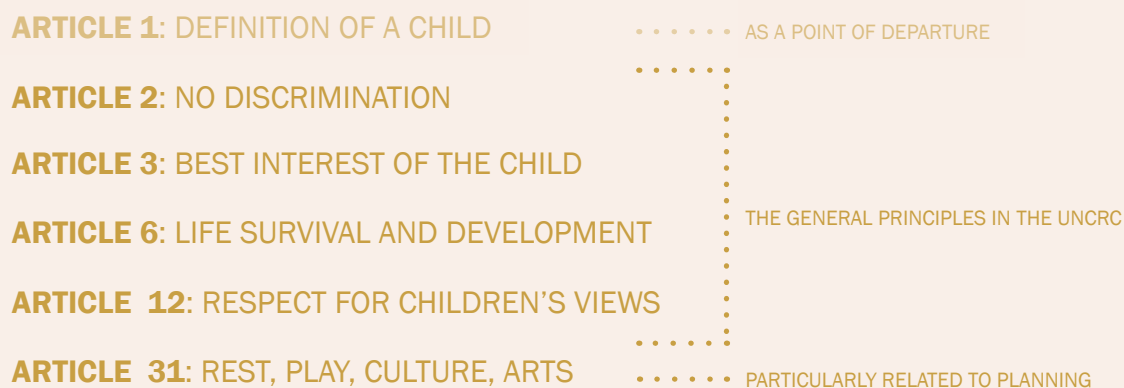 ARTICLE 1: DEFINITION OF A CHILD
AS A POINT OF DEPARTURE
ARTICLE 2: NO DISCRIMINATION
ARTICLE 3: BEST INTEREST OF THE CHILD
ARTICLE 6: LIFE SURVIVAL AND DEVELOPMENT
THE GENERAL PRINCIPLES IN THE UNCRC
ARTICLE 12: RESPECT FOR CHILDREN’S VIEWS
ARTICLE 31: REST, PLAY, CULTURE, ARTS
PARTICULARLY RELATED TO PLANNING